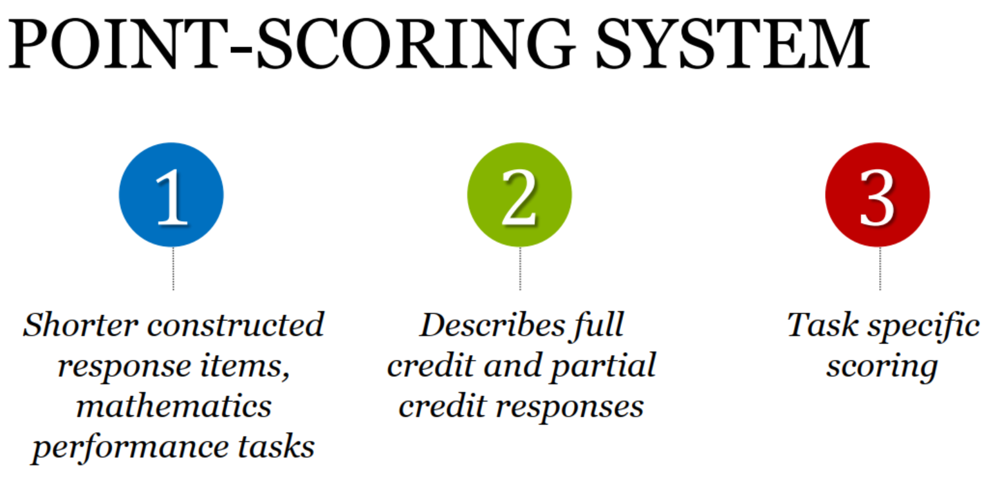 POINT-SCORING SYSTEM
1
Shorter constructed
response items,
mathematics
performance tasks
2
Describes full
credit and partial
credit responses
3
Task specific
scoring